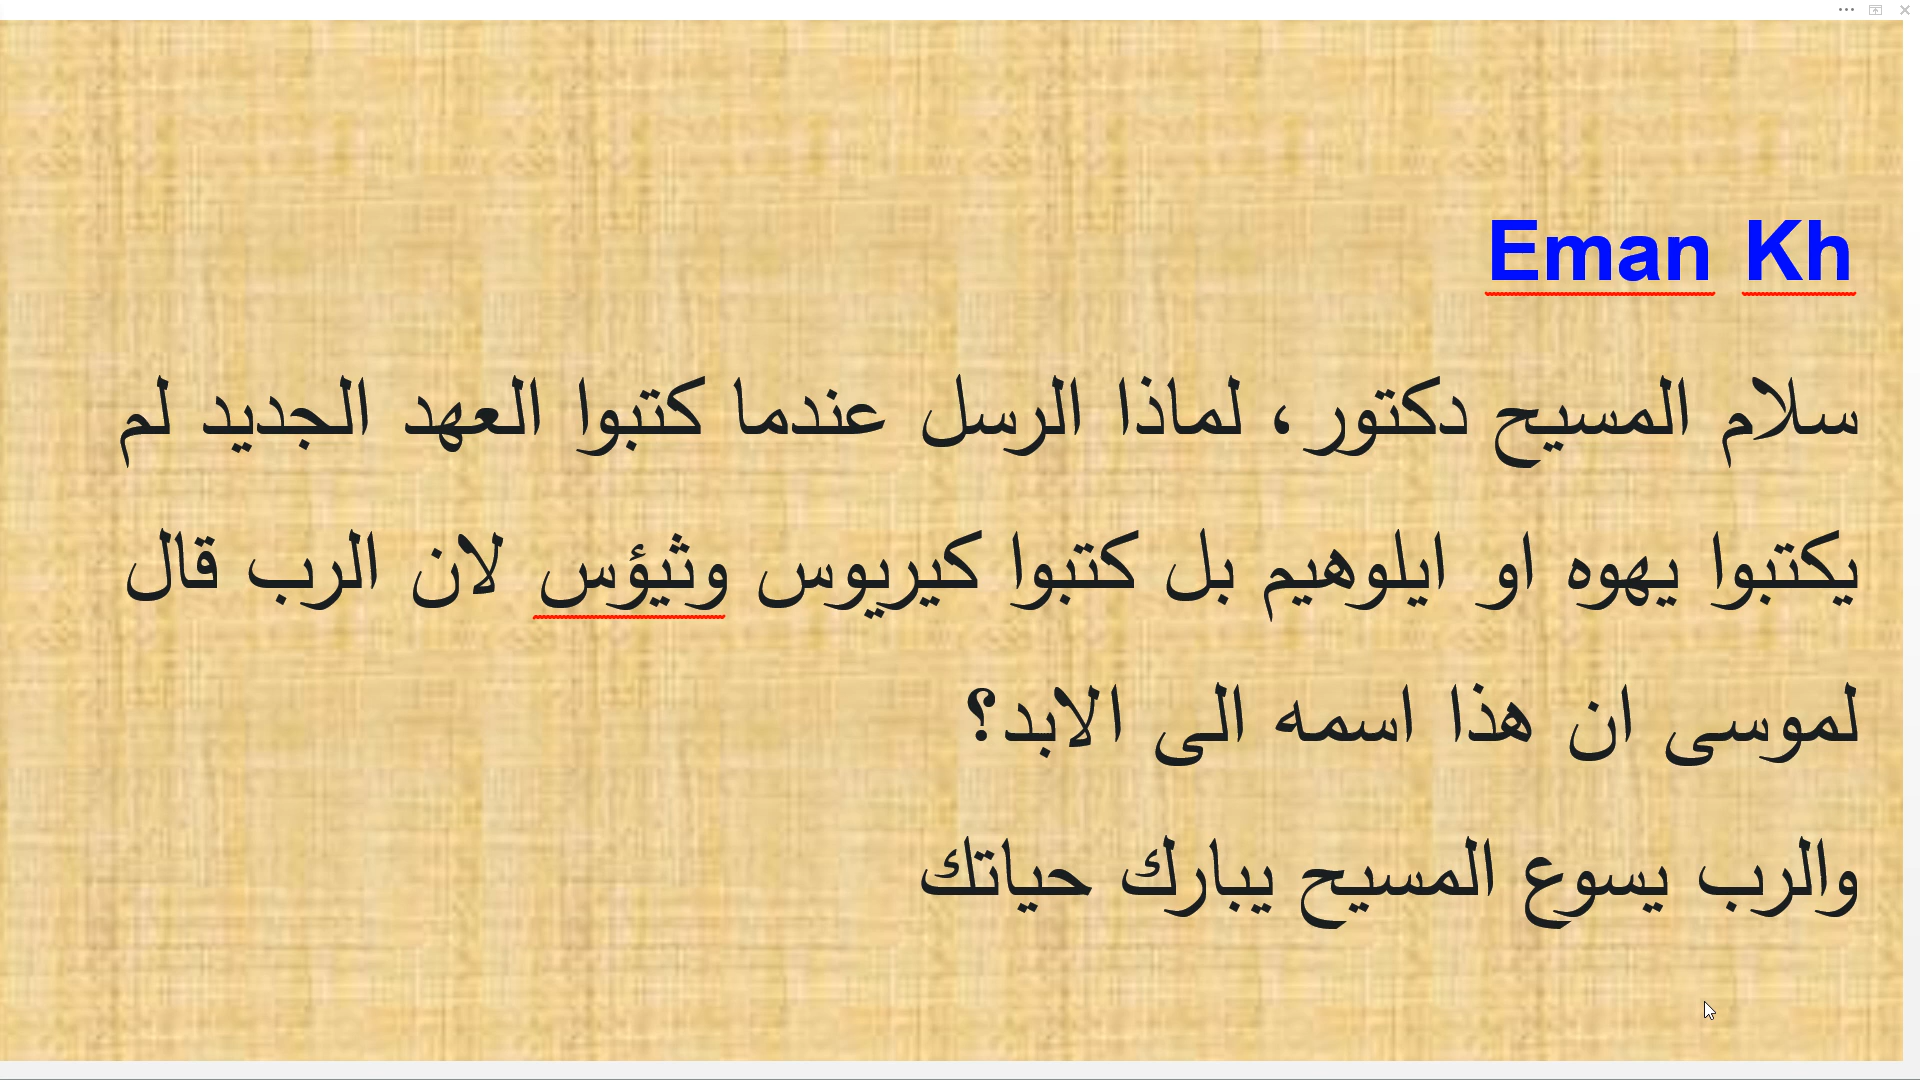 Eman Kh
سلام المسيح دكتور ، لماذا الرسل عندما كتبوا العهد الجديد لم
يكتبوا يهوه او ايلوهيم بل كتبوا كيريوس وثيؤس لان الرب قال
لموسى ان هذا اسمه الى الابد؟
والرب يسوع المسيح يبارك حياتك